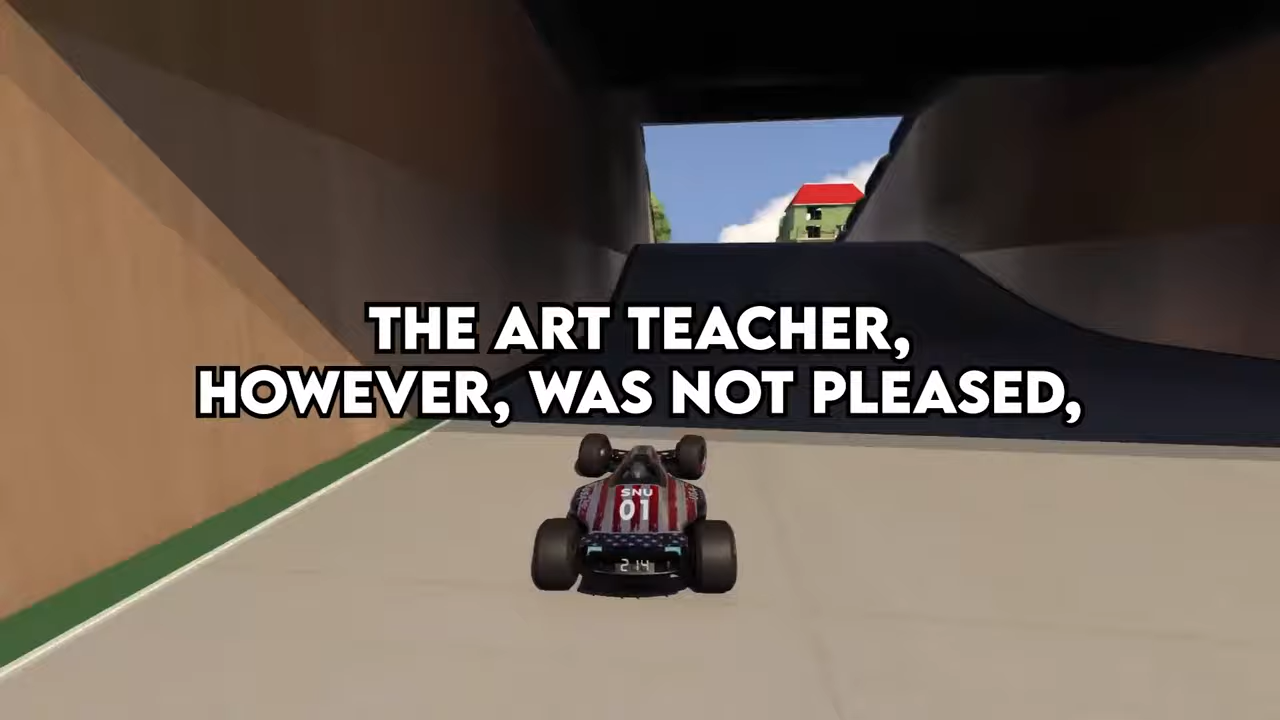 THE ART TEACHER,
HOWEVER, WAS NOT PLEASED,
SNU
01
214